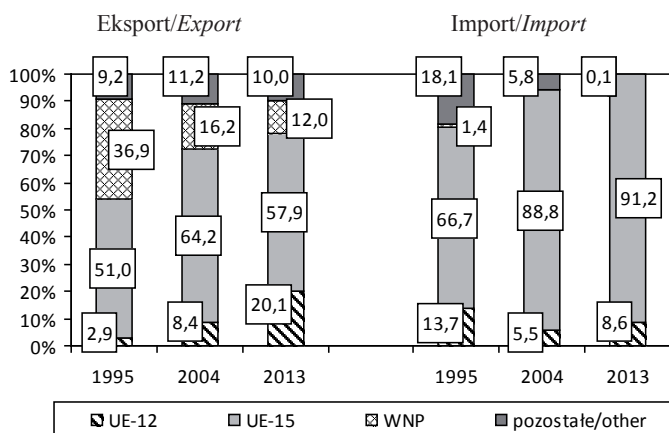 Eksport/Export Import/Import
100% 9,2 11,2 10,0 18,1 5,8 0,1
90%
80% 36,9 16,2 12,0 1,4
70%
60% 57,9 66,7 88,8 91,2
50% 64,2
40%
30% 51,0
20%
10% 2,9 8,4 20,1 13,7 5,5 8,6
0%
1995 2004 2013 1995 2004 2013
UE-12 UE-15 WNP pozostałe/other